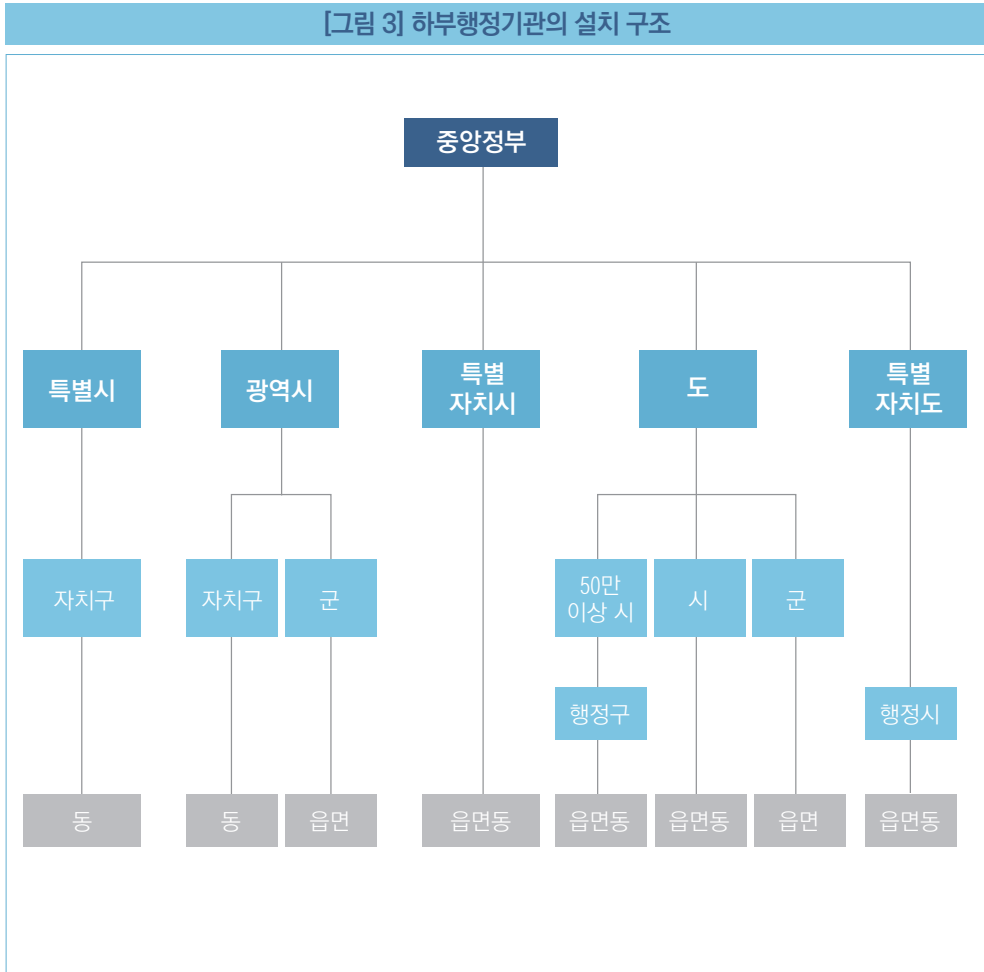 [그림 3] 하부행정기관의 설치 구조
중앙정부
특별시
광역시
특별
자치시
도
특별
자치도
자치구
자치구
군
50만
이상 시
시
군
행정구
행정시
동
동
읍면
읍면동
읍면동
읍면동
읍면
읍면동